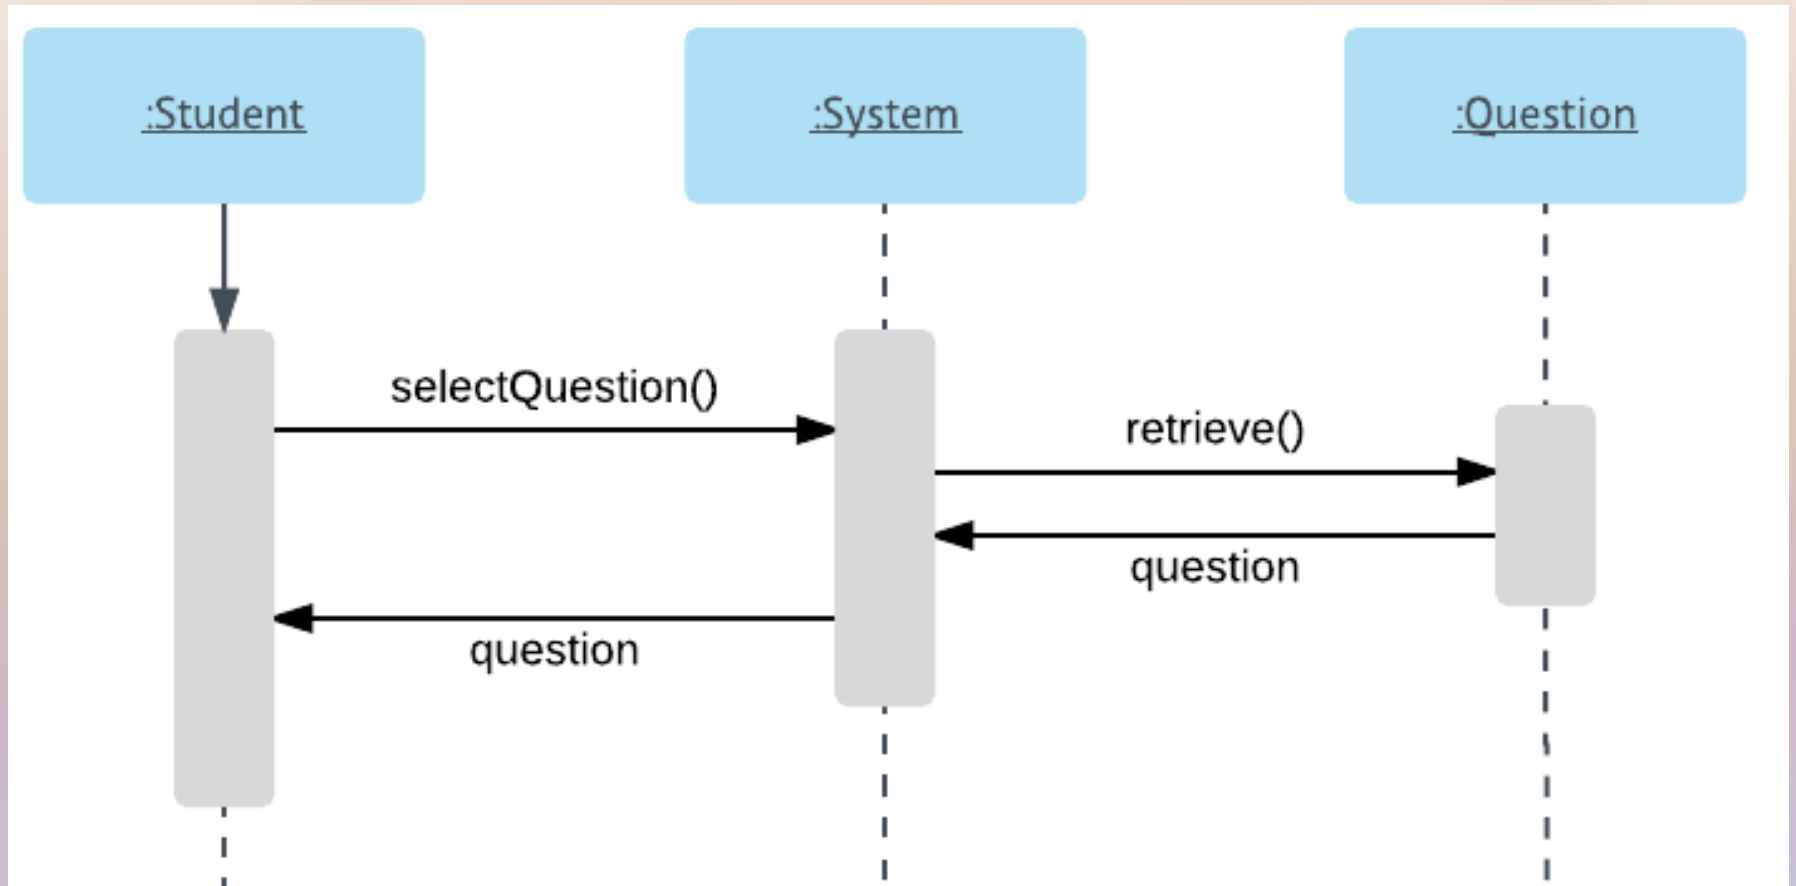 :Student
:System
:Question
selectQuestion()
retrieve()
question
question